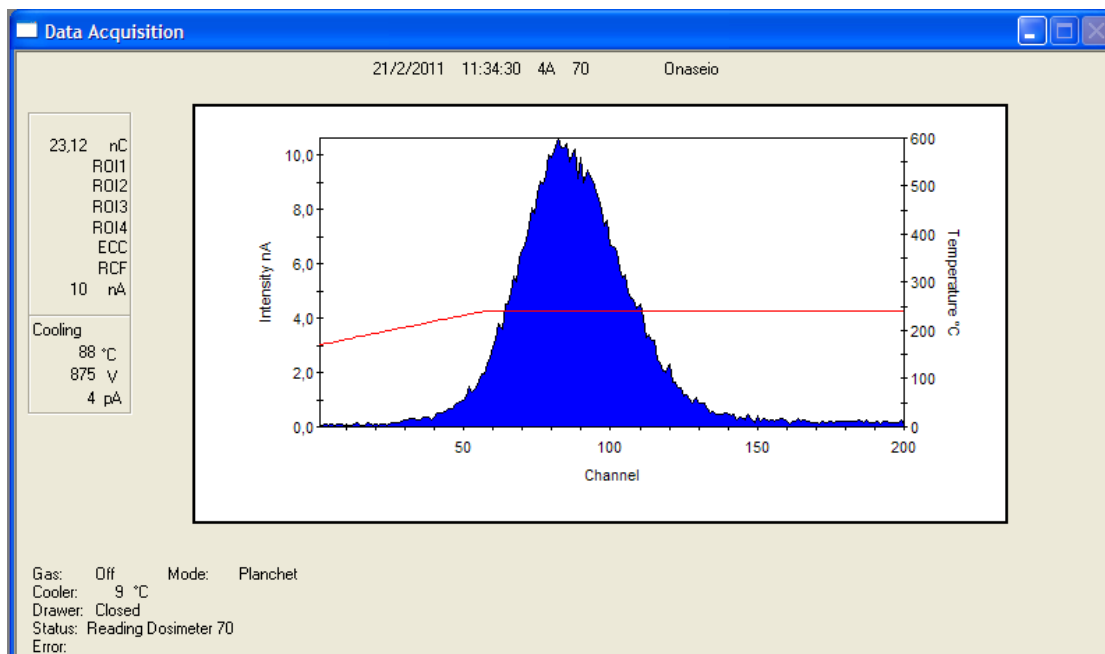 Data Acquisition
21/2/2011 11:34:30 4A 70 Onaseio
23,12 nC
ROI1
ROI2
ROI3
ROI4
ECC
RCF
10 nA
Cooling
88 °C
875 V
4 pA
Intensity nA
10,0
8,0
6,0
4,0
2,0
0,0
50 100 150 200
Channel
600
500
400
300
200
100
0
Temperature °C
Gas: Off Mode: Planchet
Cooler: 9 °C
Drawer: Closed
Status: Reading Dosimeter 70
Error: